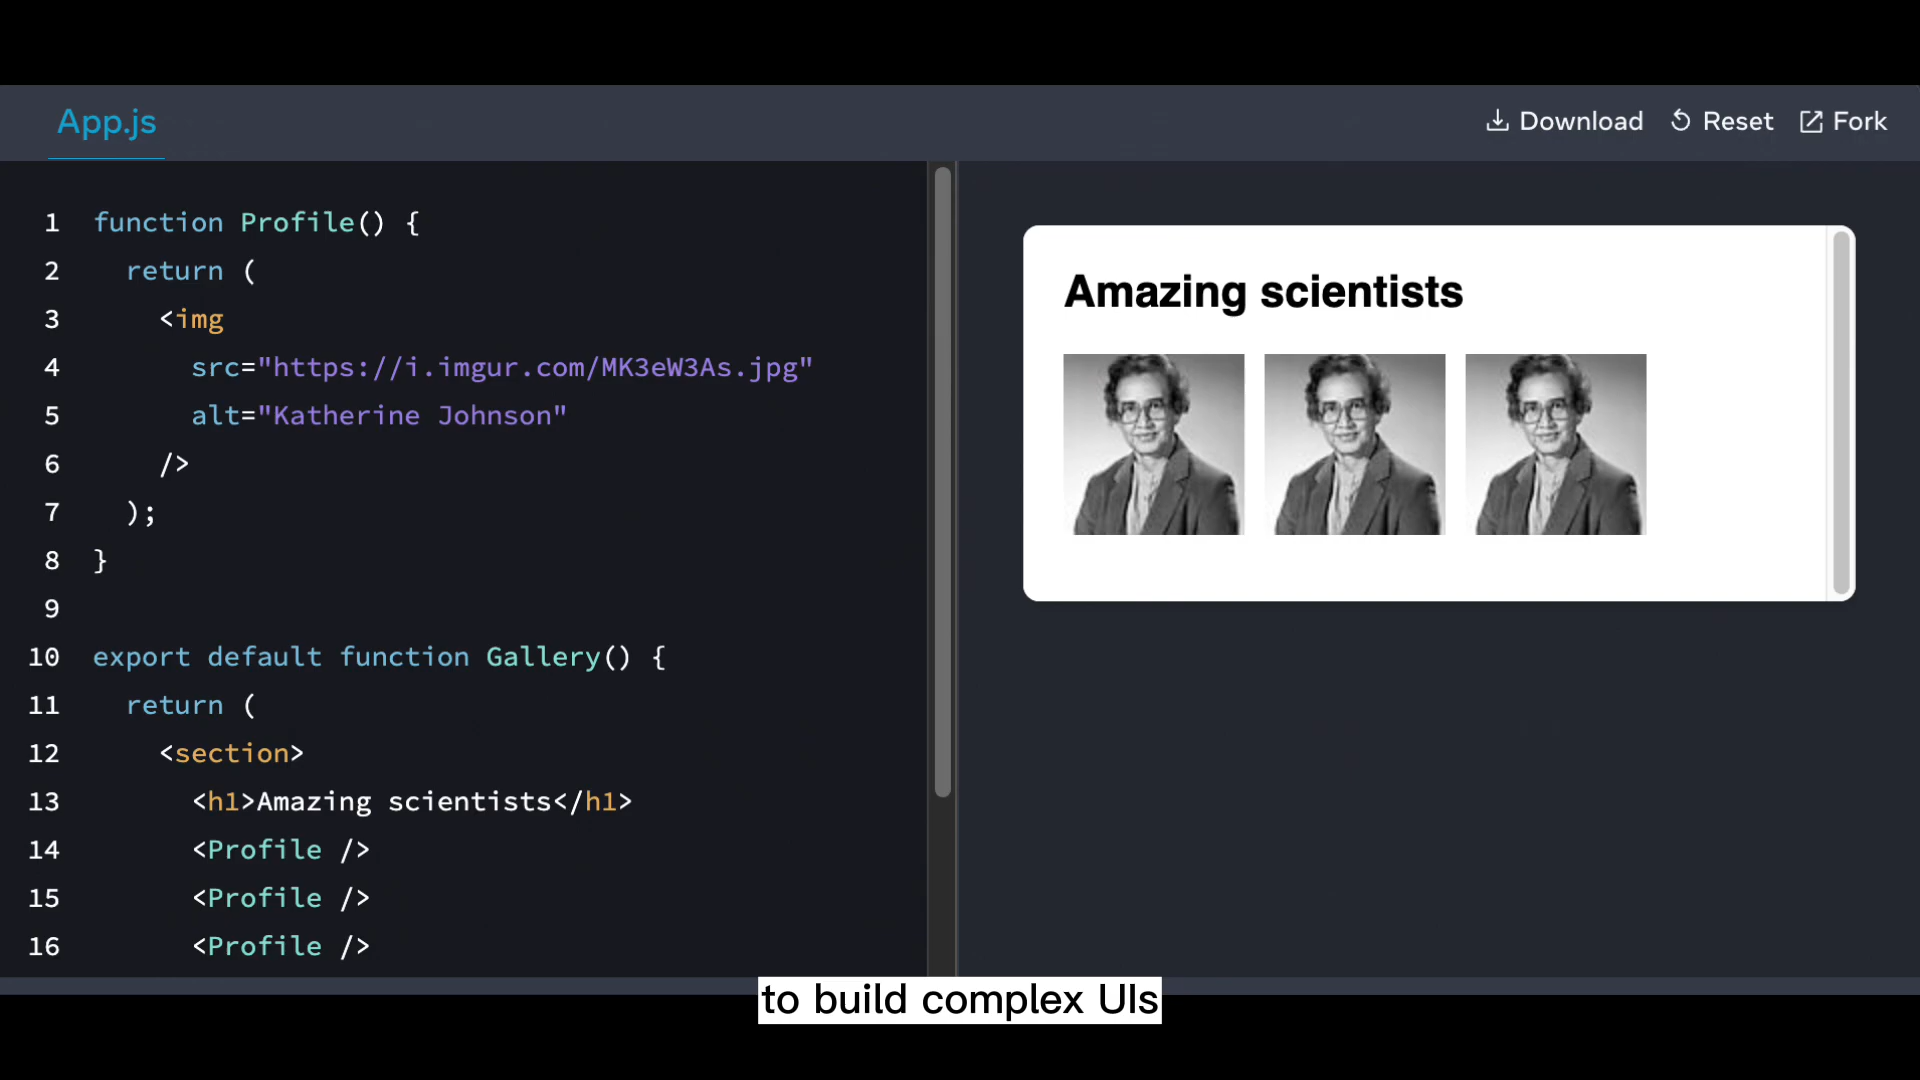 App.js
Download Reset Fork
1 function Profile() {
2 return (
3 <img
4 src="https://i.imgur.com/MK3eW3As.jpg"
5 alt="Katherine Johnson"
6 />
7 );
8 }
9
10 export default function Gallery() {
11 return (
12 <section>
13 <h1>Amazing scientists</h1>
14 <Profile />
15 <Profile />
16 <Profile />
Amazing scientists
to build complex UIs